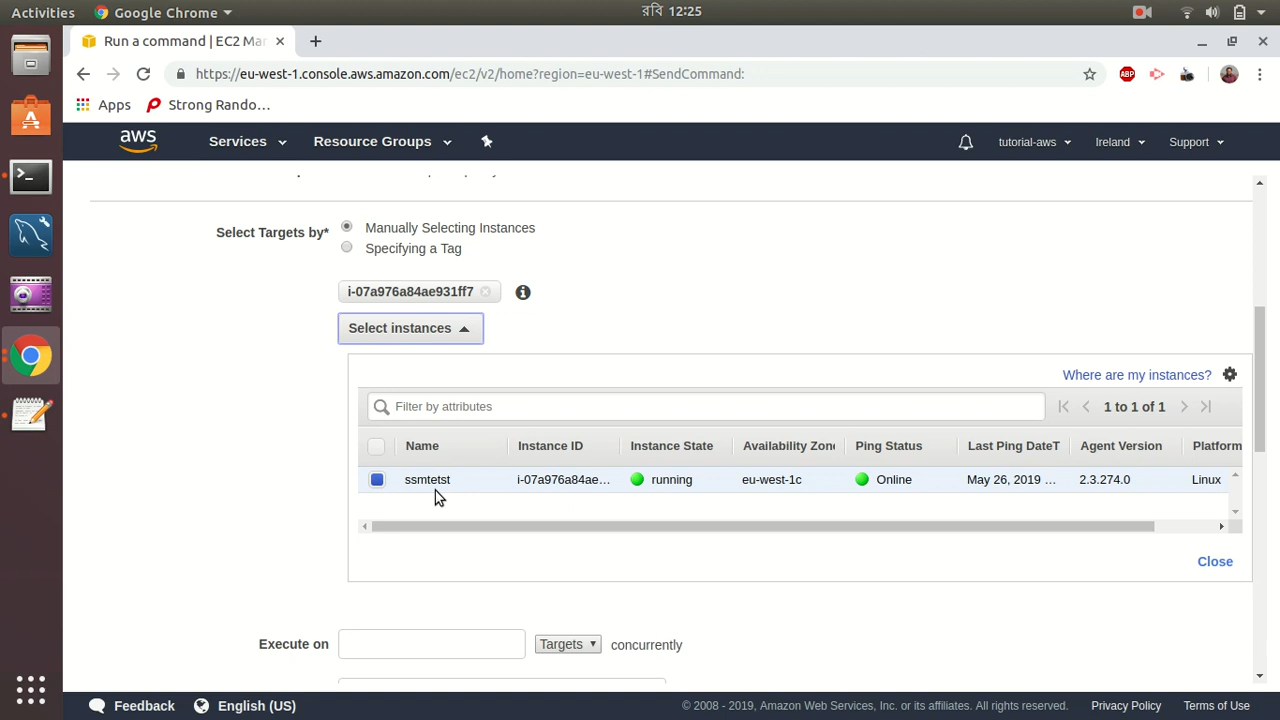 Activities Google Chrome রবি 12:25
Run a command | EC2 Mar
https://eu-west-1.console.aws.amazon.com/ec2/v2/home?region=eu-west-1#SendCommand:
ABP
Apps Strong Rando...
aws Services Resource Groups tutorial-aws Ireland Support
Select Targets by* Manually Selecting Instances
Specifying a Tag
i-07a976a84ae931ff7
Select instances
Where are my instances?
Filter by attributes 1 to 1 of 1
Name Instance ID Instance State Availability Zone Ping Status Last Ping DateT Agent Version Platform
ssmtetst i-07a976a84ae... running eu-west-1c Online May 26, 2019 ... 2.3.274.0 Linux
Close
Execute on Targets concurrently
Feedback English (US) © 2008 - 2019, Amazon Web Services, Inc. or its affiliates. All rights reserved. Privacy Policy Terms of Use